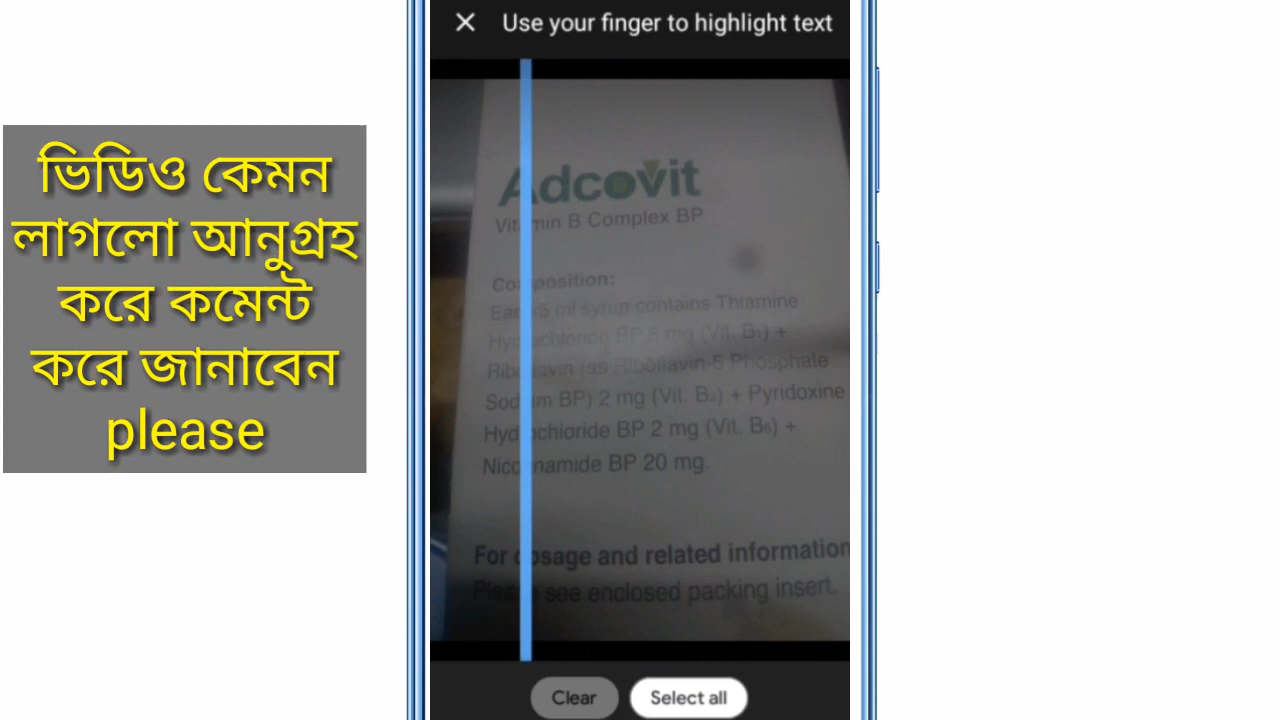 Use your finger to highlight text
ভিডিও কেমন
লাগলো আনুগ্রহ
করে কমেন্ট
করে জানাবেন
please
Adcovit
Vitamin B Complex BP
Composition:
Each 5 ml syrup contains Thiamine
Hydrochloride BP 5 mg (Vit. B₁) +
Riboflavin (as Riboflavin-5 Phosphate
Sodium BP) 2 mg (Vit. B₂) + Pyridoxine
Hydrochloride BP 2 mg (Vit. B₆) +
Nicotinamide BP 20 mg.
For dosage and related information
Please see enclosed packing insert.
Clear
Select all